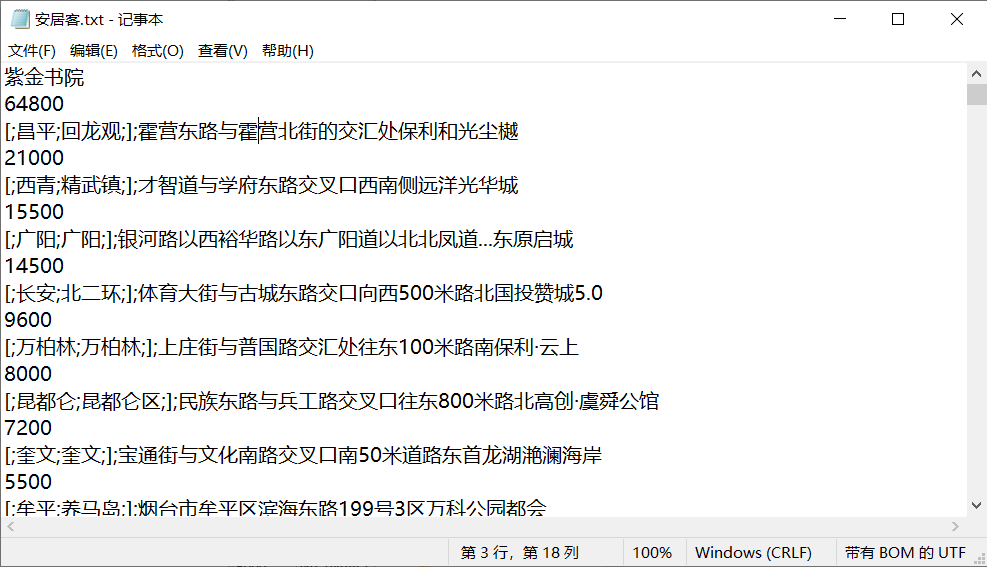 安居客.txt - 记事本
文件(F) 编辑(E) 格式(O) 查看(V) 帮助(H)
紫金书院
64800
[;昌平;回龙观;];霍营东路与霍营北街的交汇处保利和光尘樾
21000
[;西青;精武镇;];才智道与学府东路交叉口西南侧远洋光华城
15500
[;广阳;广阳;];银河路以西裕华路以东广阳道以北北凤道...东原启城
14500
[;长安;北二环;];体育大街与古城东路交口向西500米路北国投赞城5.0
9600
[;万柏林;万柏林;];上庄街与普国路交汇处往东100米路南保利·云上
8000
[;昆都仑;昆都仑区;];民族东路与兵工路交叉口往东800米路北高创·虞舜公馆
7200
[;奎文;奎文;];宝通街与文化南路交叉口南50米道路东首龙湖滟澜海岸
5500
[;牟平;养马岛;];烟台市牟平区滨海东路199号3区万科公园都会
第 3 行，第 18 列 100% Windows (CRLF) 带有 BOM 的 UTF